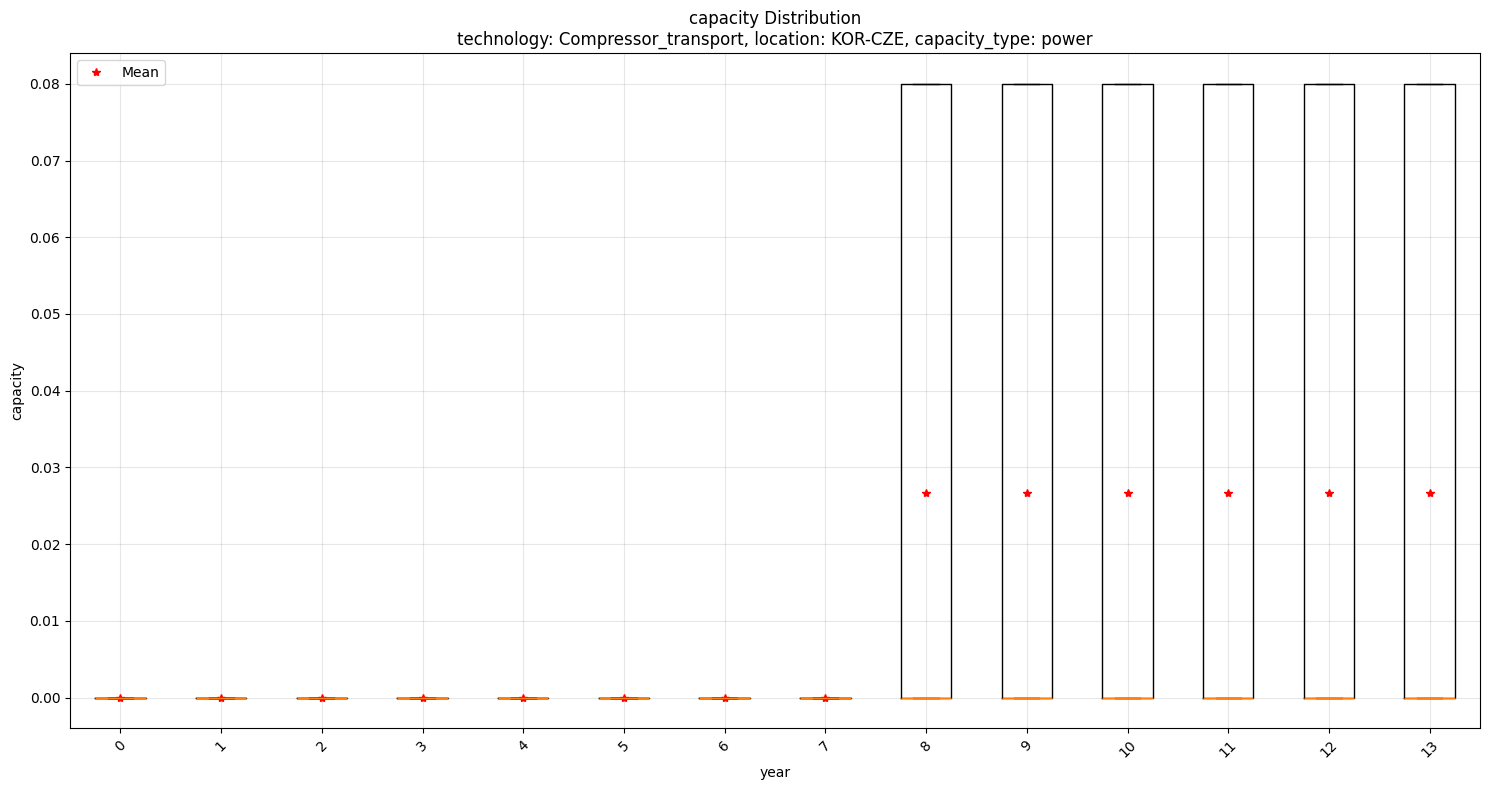 capacity Distribution
technology: Compressor_transport, location: KOR-CZE, capacity_type: power
Mean
0.08
0.07
0.06
0.05
0.04
0.03
0.02
0.01
0.00
capacity
0 1 2 3 4 5 6 7 8 9 10 11 12 13
year